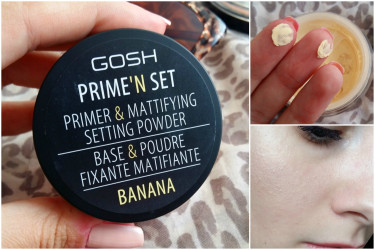 GOSH
PRIME'N SET
PRIMER & MATTIFYING
SETTING POWDER
BASE & POUDRE
FIXANTE MATIFIANTE
BANANA